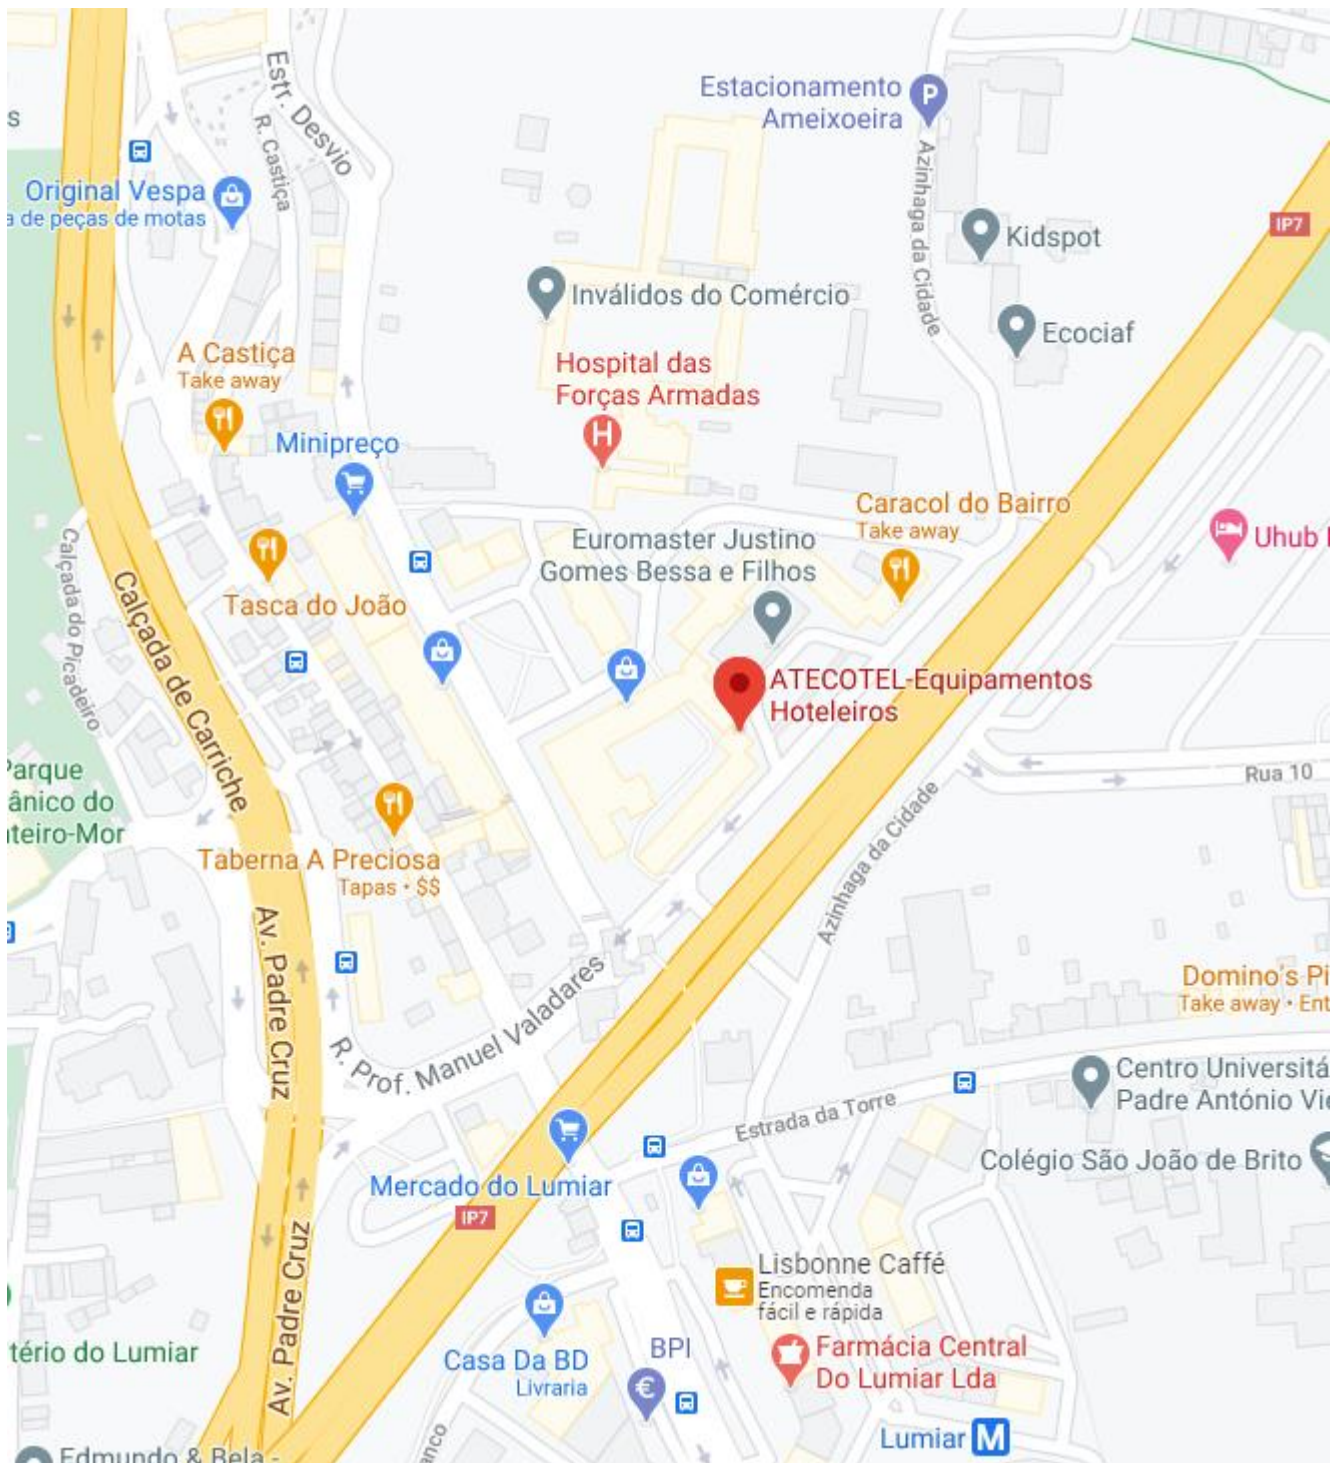 Estr. Desvio
R. Castiça
Estacionamento
Ameixoeira
P
Azinhaga da Cidade
s
Original Vespa
a de peças de motas
IP7
Kidspot
Inválidos do Comércio
Ecociaf
A Castiça
Take away
Hospital das
Forças Armadas
H
Minipreço
Caracol do Bairro
Take away
Calçada do Picadeiro
Euromaster Justino
Gomes Bessa e Filhos
Uhub
Tasca do João
Calçada de Carriche
ATECOTEL-Equipamentos
Hoteleiros
Parque
ânico do
nteiro-Mor
Rua 10
Azinhaga da Cidade
Taberna A Preciosa
Tapas • $$
Av. Padre Cruz
R. Prof. Manuel Valadares
Domino's Pi
Take away • Ent
Centro Universitá
Padre António Vie
Estrada da Torre
Colégio São João de Brito
Mercado do Lumiar
IP7
Av. Padre Cruz
Lisbonne Caffé
Encomenda
fácil e rápida
tério do Lumiar
Casa Da BD
Livraria
BPI
€
Farmácia Central
Do Lumiar Lda
Lumiar M
anco
Edmundo & Bela -